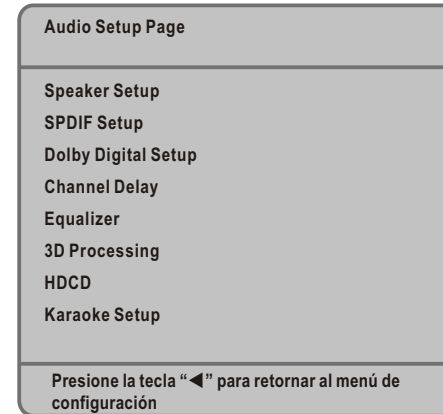 Audio Setup Page
Speaker Setup
SPDIF Setup
Dolby Digital Setup
Channel Delay
Equalizer
3D Processing
HDCD
Karaoke Setup
Presione la tecla “◀” para retornar al menú de
configuración